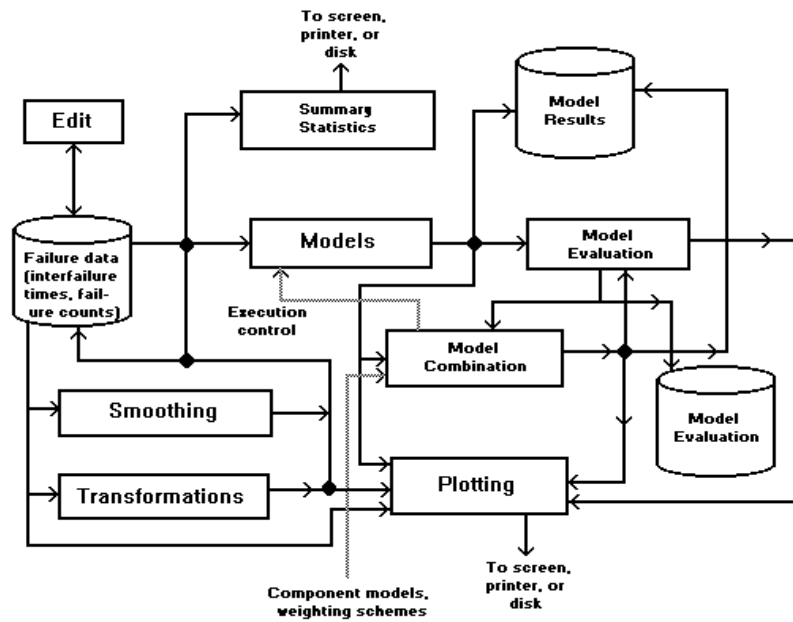 To screen,
printer, or
disk
Edit
Summary
Statistics
Model
Results
Failure data
(interfailure
times, fail-
ure counts)
Models
Model
Evaluation
Execution
control
Model
Combination
Smoothing
Model
Evaluation
Transformations
Plotting
To screen,
printer, or
disk
Component models,
weighting schemes